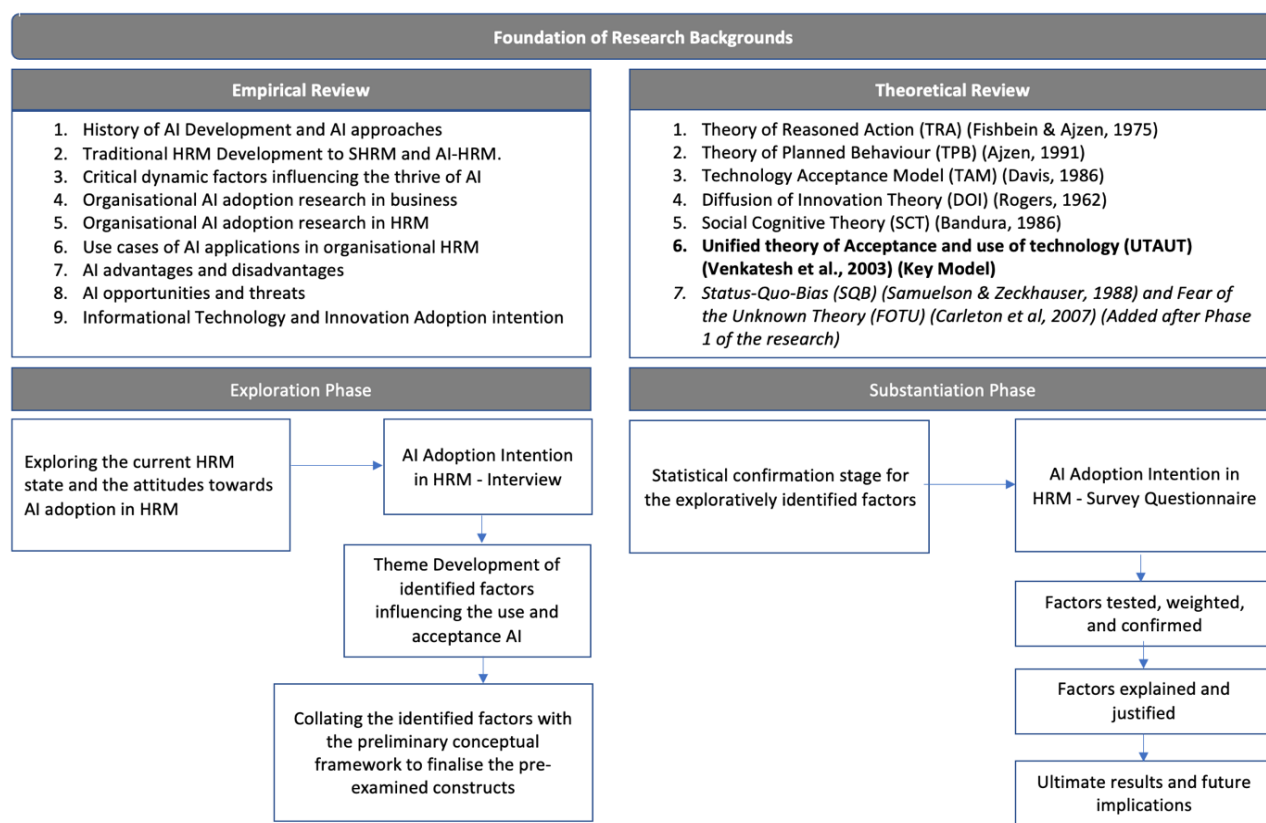 Foundation of Research Backgrounds
Empirical Review
1. History of AI Development and AI approaches
2. Traditional HRM Development to SHRM and AI-HRM.
3. Critical dynamic factors influencing the thrive of AI
4. Organisational AI adoption research in business
5. Organisational AI adoption research in HRM
6. Use cases of AI applications in organisational HRM
7. AI advantages and disadvantages
8. AI opportunities and threats
9. Informational Technology and Innovation Adoption intention
Theoretical Review
1. Theory of Reasoned Action (TRA) (Fishbein & Ajzen, 1975)
2. Theory of Planned Behaviour (TPB) (Ajzen, 1991)
3. Technology Acceptance Model (TAM) (Davis, 1986)
4. Diffusion of Innovation Theory (DOI) (Rogers, 1962)
5. Social Cognitive Theory (SCT) (Bandura, 1986)
6. Unified theory of Acceptance and use of technology (UTAUT)
(Venkatesh et al., 2003) (Key Model)
7. Status-Quo-Bias (SQB) (Samuelson & Zeckhauser, 1988) and Fear of
the Unknown Theory (FOTU) (Carleton et al, 2007) (Added after Phase
1 of the research)
Exploration Phase
Exploring the current HRM
state and the attitudes towards
AI adoption in HRM
AI Adoption Intention
in HRM - Interview
Theme Development of
identified factors
influencing the use and
acceptance AI
Collating the identified factors with
the preliminary conceptual
framework to finalise the pre-
examined constructs
Substantiation Phase
Statistical confirmation stage for
the exploratively identified factors
AI Adoption Intention in
HRM - Survey Questionnaire
Factors tested, weighted,
and confirmed
Factors explained and
justified
Ultimate results and future
implications